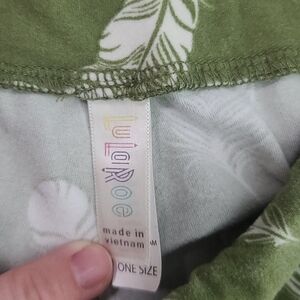 LuLaRoe
made in
vietnam
ONE SIZE